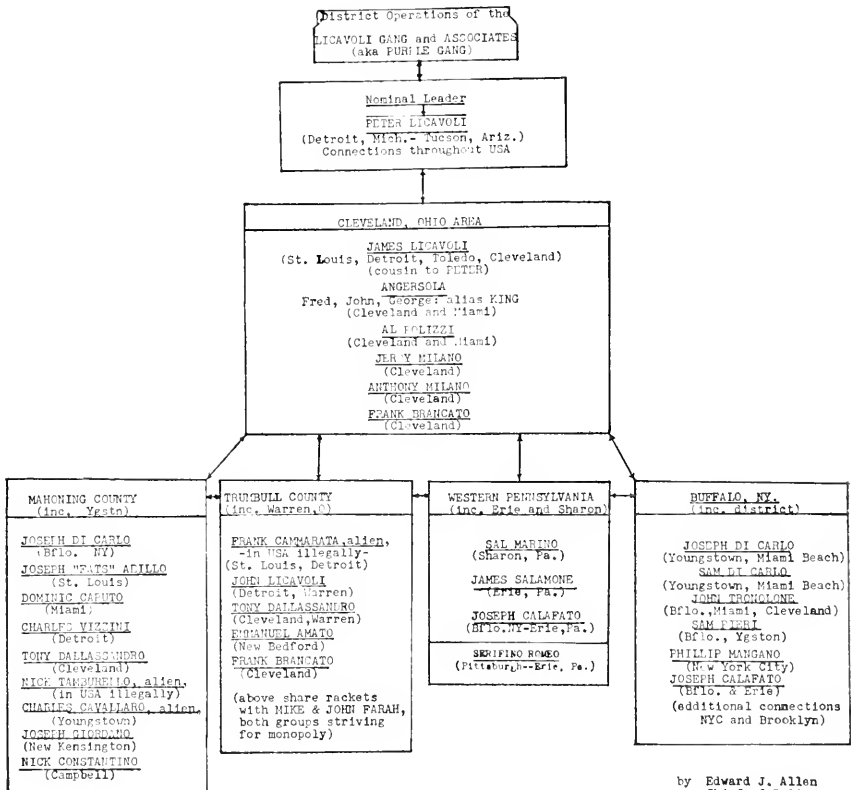 District Operations of the
LICAVOLI GANG and ASSOCIATES
(aka PURPLE GANG)
Nominal Leader
PETER LICAVOLI
(Detroit, Mich.- Tucson, Ariz.)
Connections throughout USA
CLEVELAND, OHIO AREA
JAMES LICAVOLI
(St. Louis, Detroit, Toledo, Cleveland)
(cousin to PETER)
ANGERSOLA
Fred, John, George: alias KING
(Cleveland and Miami)
AL POLIZZI
(Cleveland and Miami)
JERRY MILANO
(Cleveland)
ANTHONY MILANO
(Cleveland)
FRANK BRANCATO
(Cleveland)
MAHONING COUNTY
(inc. Ygstn)
JOSEPH DI CARLO
(Bflo. NY)
JOSEPH "FATS"
(St. Louis)
DOMINIC CAPUTO
(Miami)
CHARLES VIZZINI
(Detroit)
TONY DALLASSANDRO
(Cleveland)
NICK TAMBURELLO, alien,
(in USA illegally)
CHARLES CAVALLARO, alien,
(Youngstown)
JOSEPH GIORDANO
(New Kensington)
NICK CONSTANTINO
(Campbell)
TRUMBULL COUNTY
(inc. Warren,O)
FRANK CAMMARATA,alien,
-in USA illegally-
(St. Louis, Detroit)
JOHN LICAVOLI
(Detroit, Warren)
TONY DALLASSANDRO
(Cleveland,Warren)
EMMANUEL AMATO
(New Bedford)
FRANK BRANCATO
(Cleveland)
(above share rackets
with MIKE & JOHN FARAH,
both groups striving
for monopoly)
WESTERN PENNSYLVANIA
(inc. Erie and Sharon)
SAL MARINO
(Sharon, Pa.)
JAMES SALAMONE
(Erie, Pa.)
JOSEPH CALAFATO
(Bflo.NY-Erie,Pa.)
SERIFINO ROMEO
(Pittsburgh--Erie, Pa.)
BUFFALO, NY.
(inc. district)
JOSEPH DI CARLO
(Youngstown, Miami Beach)
SAM DI CARLO
(Youngstown, Miami Beach)
JOHN TRONOLONE
(Bflo.,Miami, Cleveland)
SAM PIERI
(Bflo., Ygston)
PHILLIP MANGANO
(New York City)
JOSEPH CALAFATO
(Bflo. & Erie)
(additional connections
NYC and Brooklyn)
by Edward J. Allen